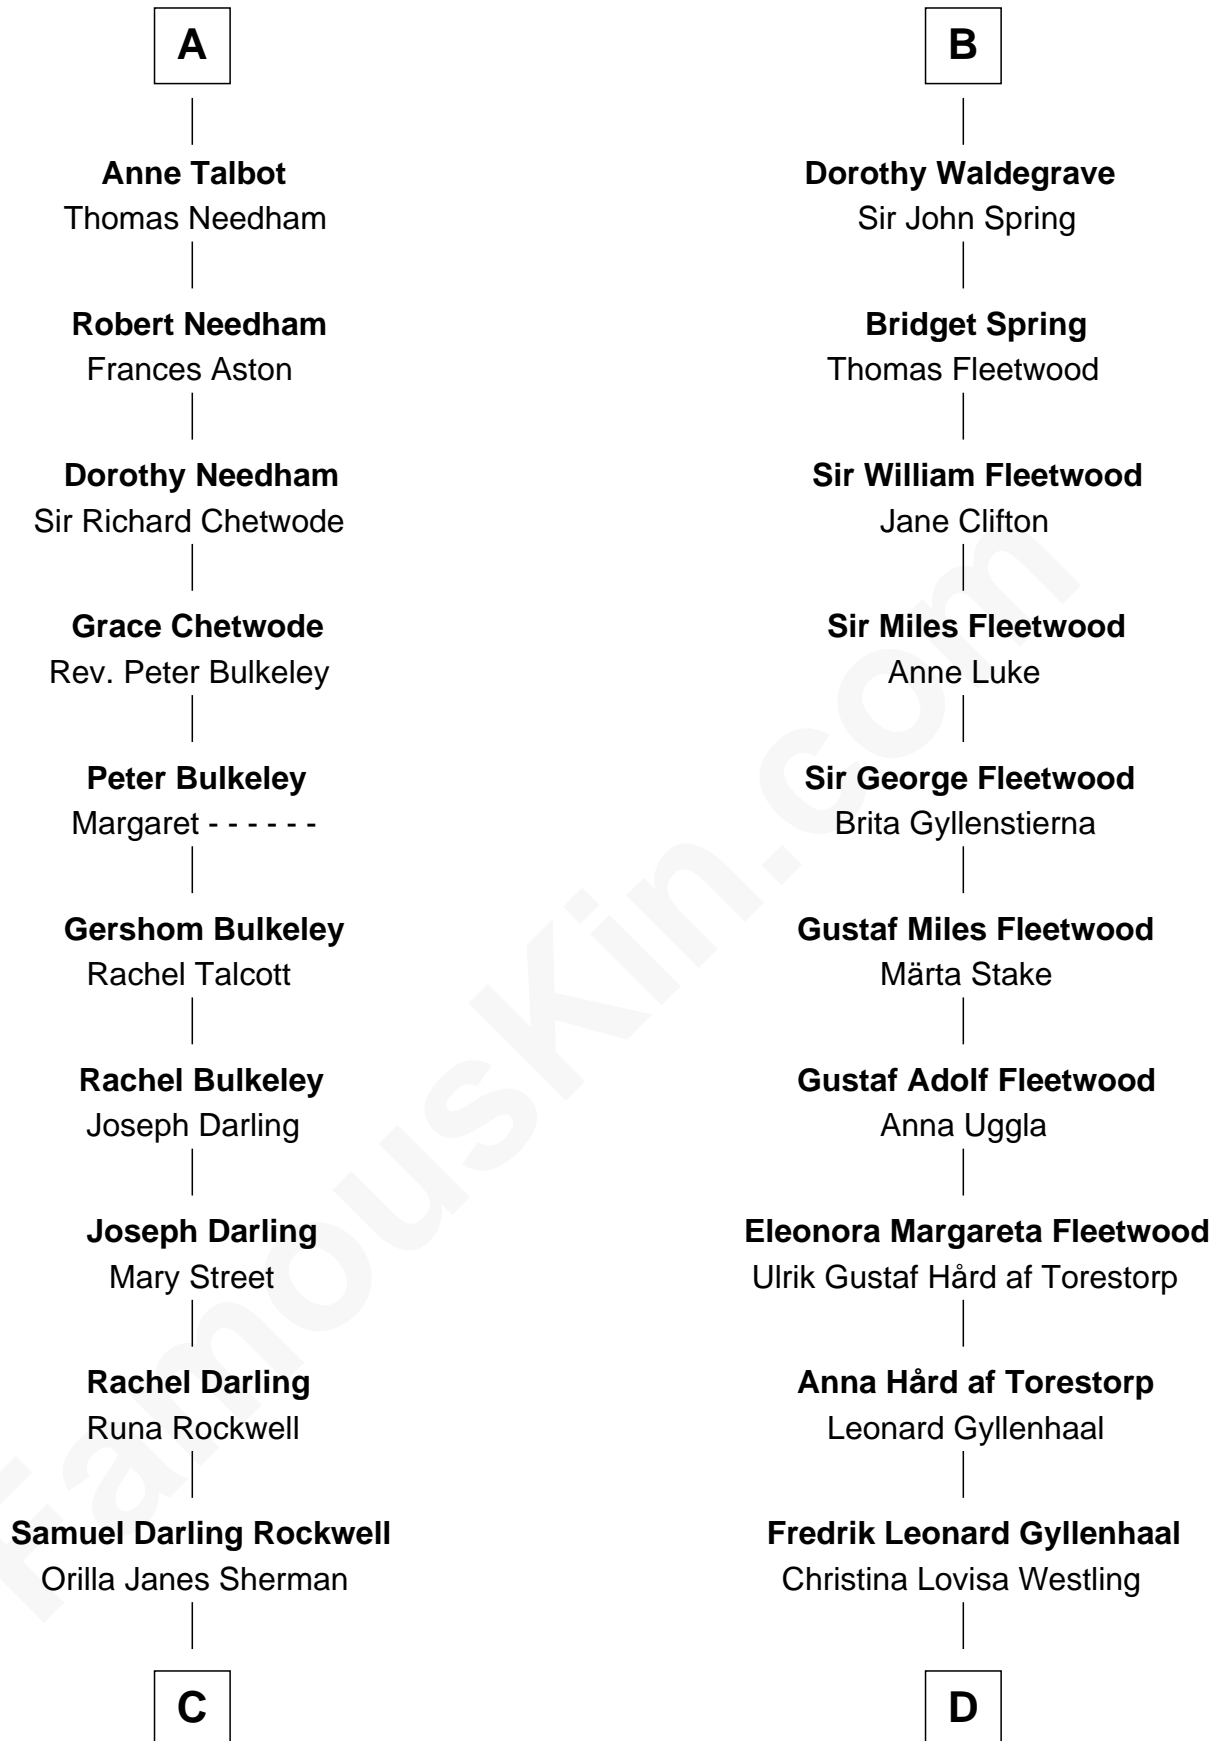 A
Anne Talbot
Thomas Needham
Robert Needham
Frances Aston
Dorothy Needham
Sir Richard Chetwode
Grace Chetwode
Rev. Peter Bulkeley
Peter Bulkeley
Margaret - - - - - -
Gershom Bulkeley
Rachel Talcott
Rachel Bulkeley
Joseph Darling
Joseph Darling
Mary Street
Rachel Darling
Runa Rockwell
Samuel Darling Rockwell
Orilla Janes Sherman
C
B
Dorothy Waldegrave
Sir John Spring
Bridget Spring
Thomas Fleetwood
Sir William Fleetwood
Jane Clifton
Sir Miles Fleetwood
Anne Luke
Sir George Fleetwood
Brita Gyllenstierna
Gustaf Miles Fleetwood
Märta Stake
Gustaf Adolf Fleetwood
Anna Uggla
Eleonora Margareta Fleetwood
Ulrik Gustaf Hård af Torestorp
Anna Hård af Torestorp
Leonard Gyllenhaal
Fredrik Leonard Gyllenhaal
Christina Lovisa Westling
D
FamousKin.com